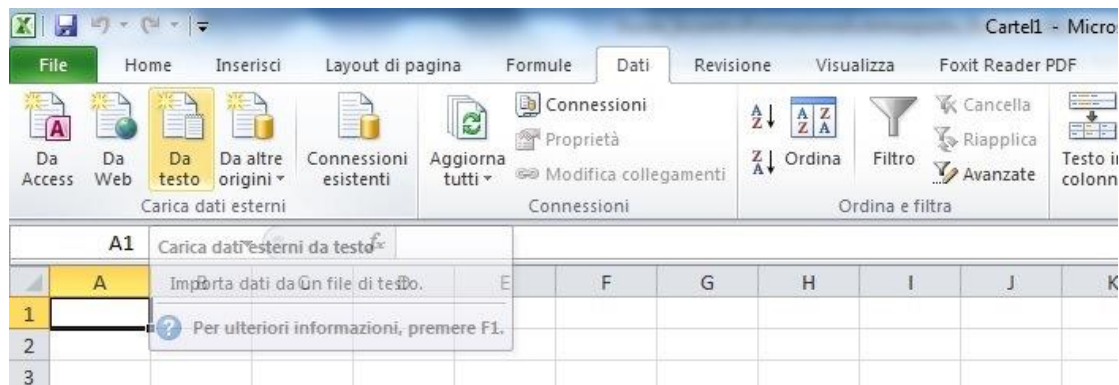 Cartel1 - Micro
File Home Inserisci Layout di pagina Formule Dati Revisione Visualizza Foxit Reader PDF
Da Access
Da Web
Da testo
Da altre origini
Connessioni esistenti
Carica dati esterni
Aggiorna tutti
Connessioni
Proprietà
Modifica collegamenti
Connessioni
A Z
Z A
A Z Z A
Ordina
Filtro
Cancella
Riapplica
Avanzate
Ordina e filtra
Testo in colonn
A1 fx
Carica dati esterni da testo
A B C D E F G H I J K
Importa dati da un file di testo.
Per ulteriori informazioni, premere F1.
1
2
3